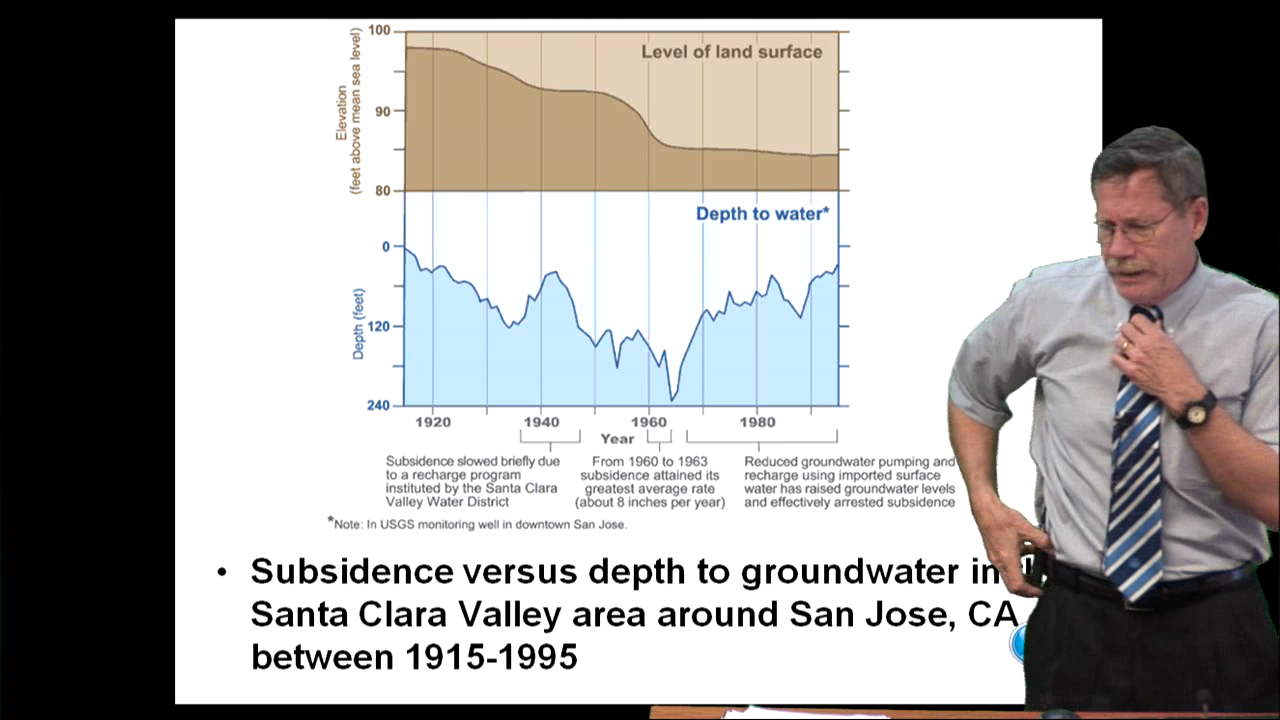 100
Level of land surface
Elevation
(feet above mean sea level)
90
80
Depth to water*
0
Depth (feet)
120
240
1920 1940 1960 1980
Year
Subsidence slowed briefly due
to a recharge program
instituted by the Santa Clara
Valley Water District
From 1960 to 1963
subsidence attained its
greatest average rate
(about 8 inches per year)
Reduced groundwater pumping and
recharge using imported surface
water has raised groundwater levels
and effectively arrested subsidence
*Note: In USGS monitoring well in downtown San Jose.
• Subsidence versus depth to groundwater in
Santa Clara Valley area around San Jose, CA
between 1915-1995